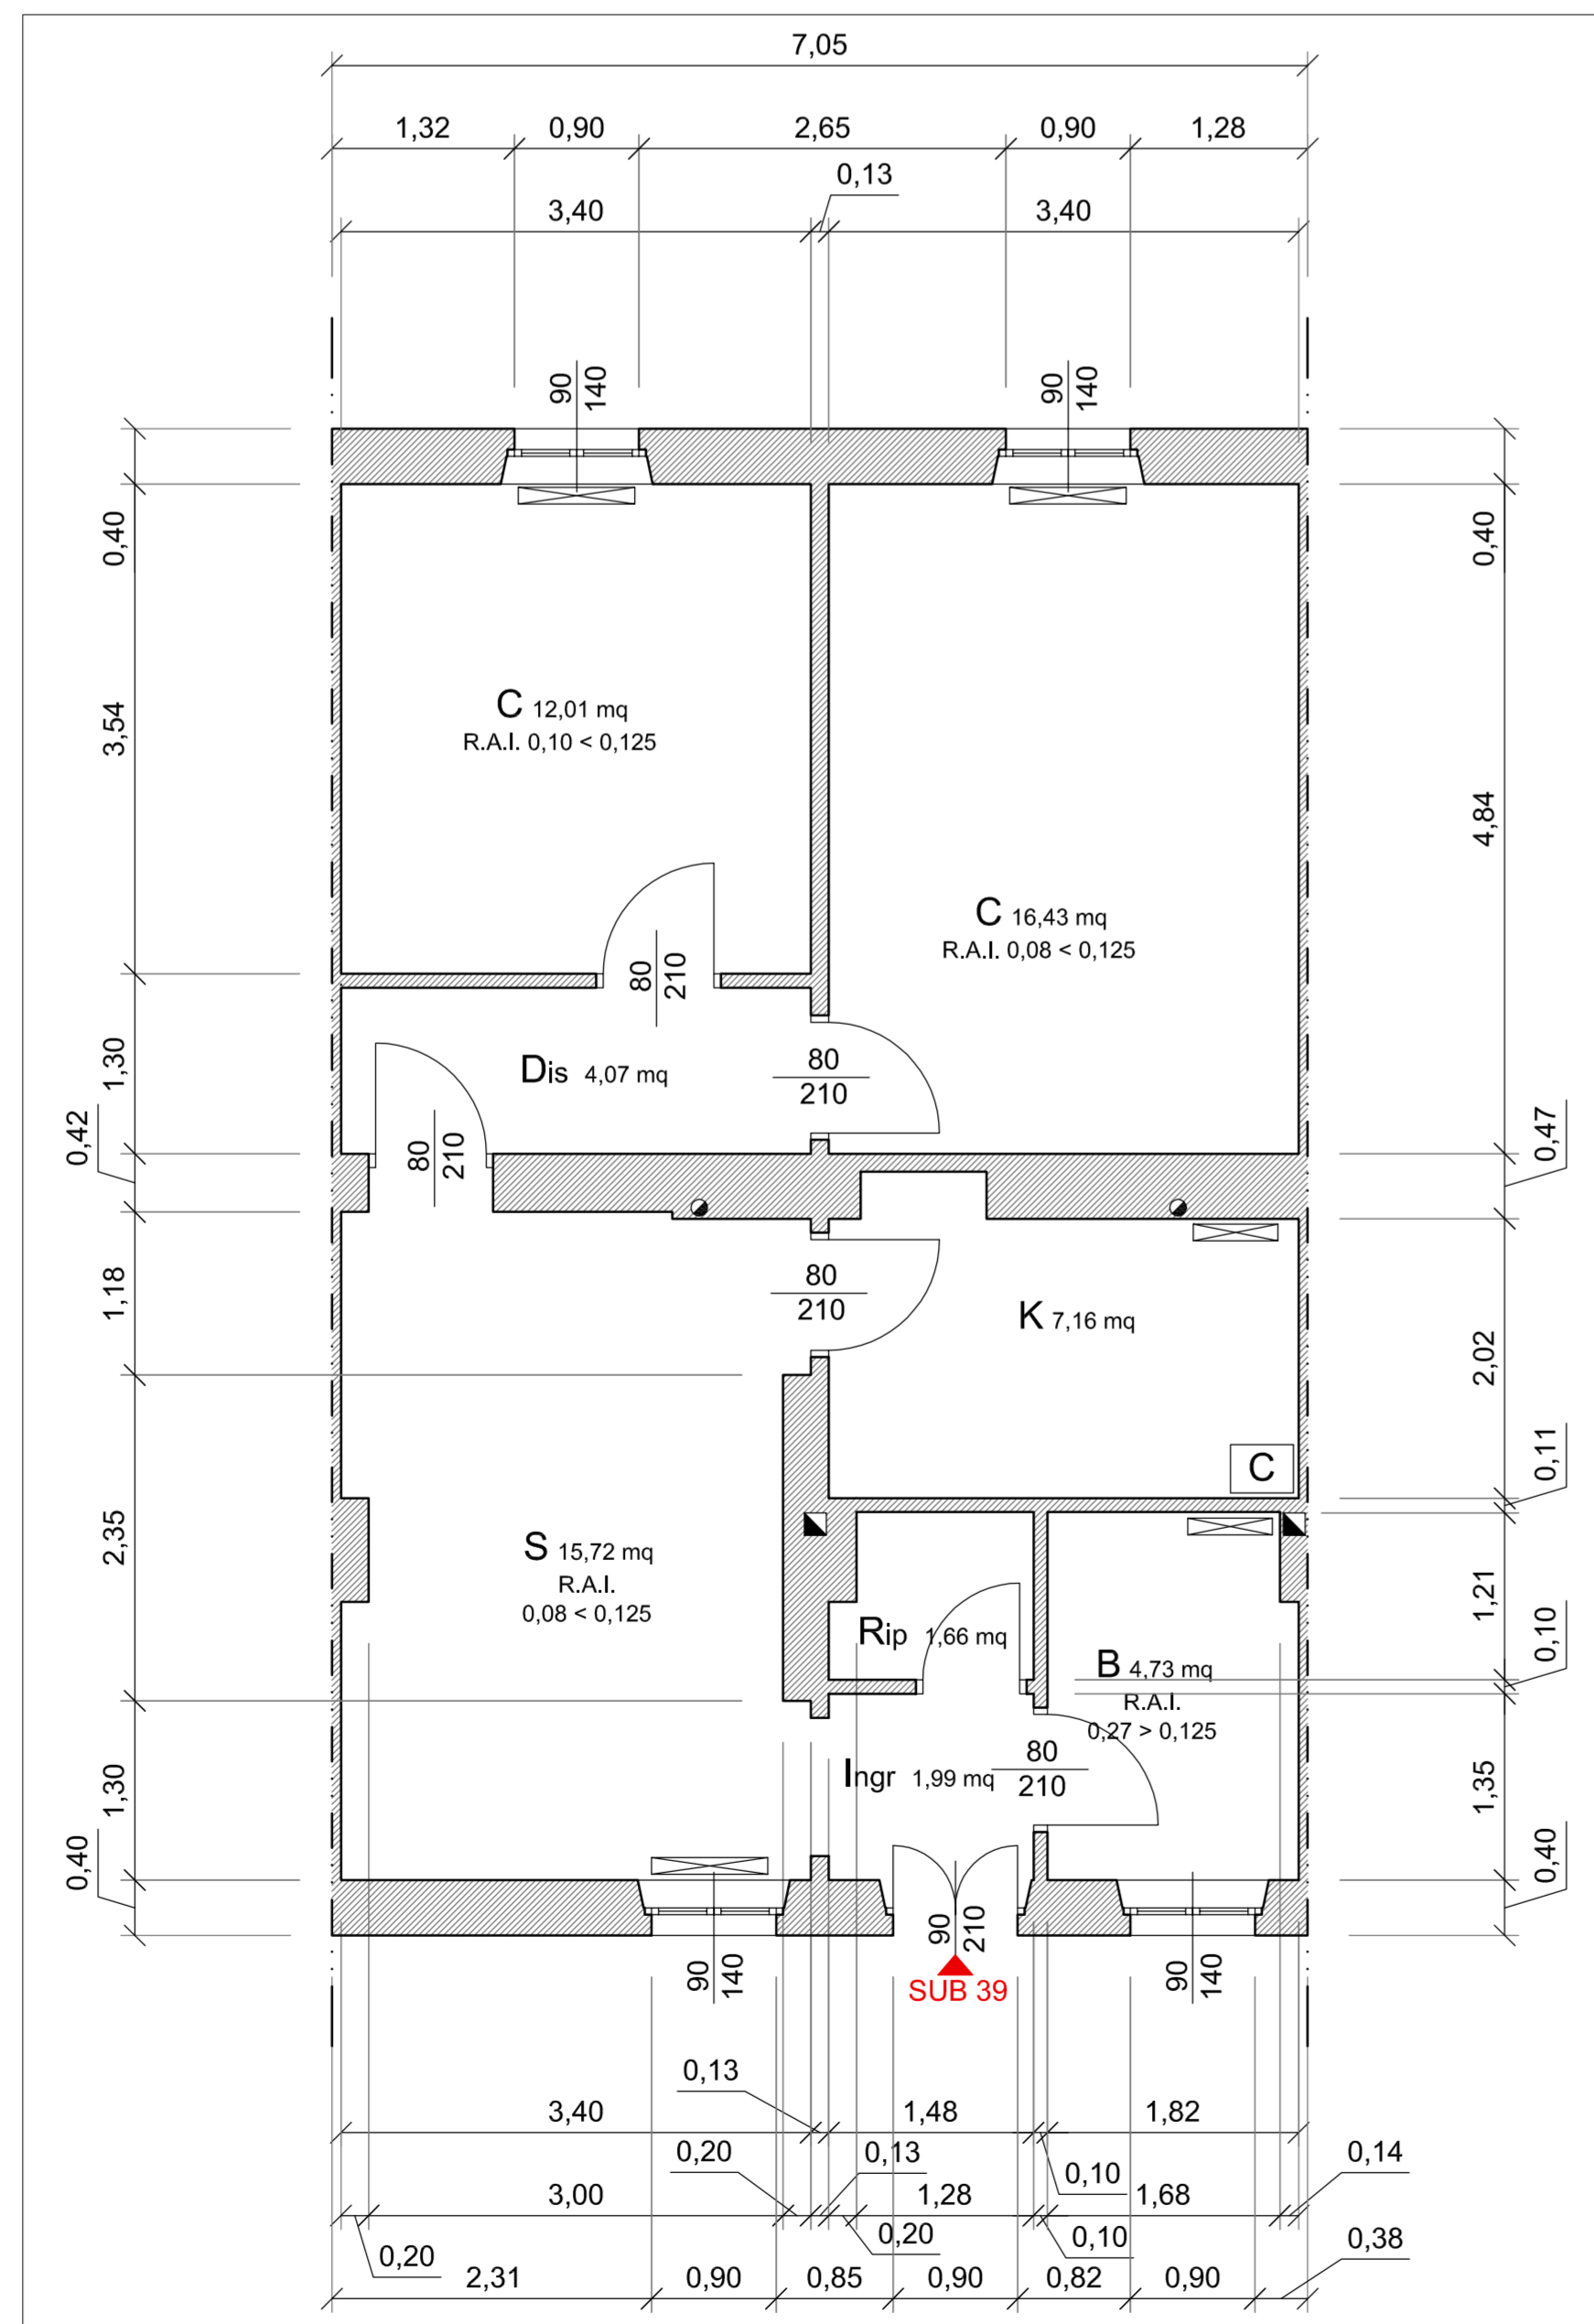 7,05
1,32 0,90 2,65 0,90 1,28
0,13
3,40 3,40
90
140
90
140
0,40
0,40
C 12,01 mq
R.A.I. 0,10 < 0,125
3,54
4,84
C 16,43 mq
R.A.I. 0,08 < 0,125
80
210
Dis 4,07 mq
80
210
1,30
0,42
80
210
0,47
80
210
1,18
K 7,16 mq
2,02
C
0,11
S 15,72 mq
R.A.I.
0,08 < 0,125
2,35
1,21
Rip 1,66 mq
0,10
B 4,73 mq
R.A.I.
0,27 > 0,125
80
210
Ingr 1,99 mq
1,30
1,35
0,40
0,40
90
140
90
210
SUB 39
90
140
0,13
3,40 1,48 1,82
0,20 0,13 0,10 0,14
3,00 1,28 1,68
0,20 0,20 0,10 0,38
2,31 0,90 0,85 0,90 0,82 0,90